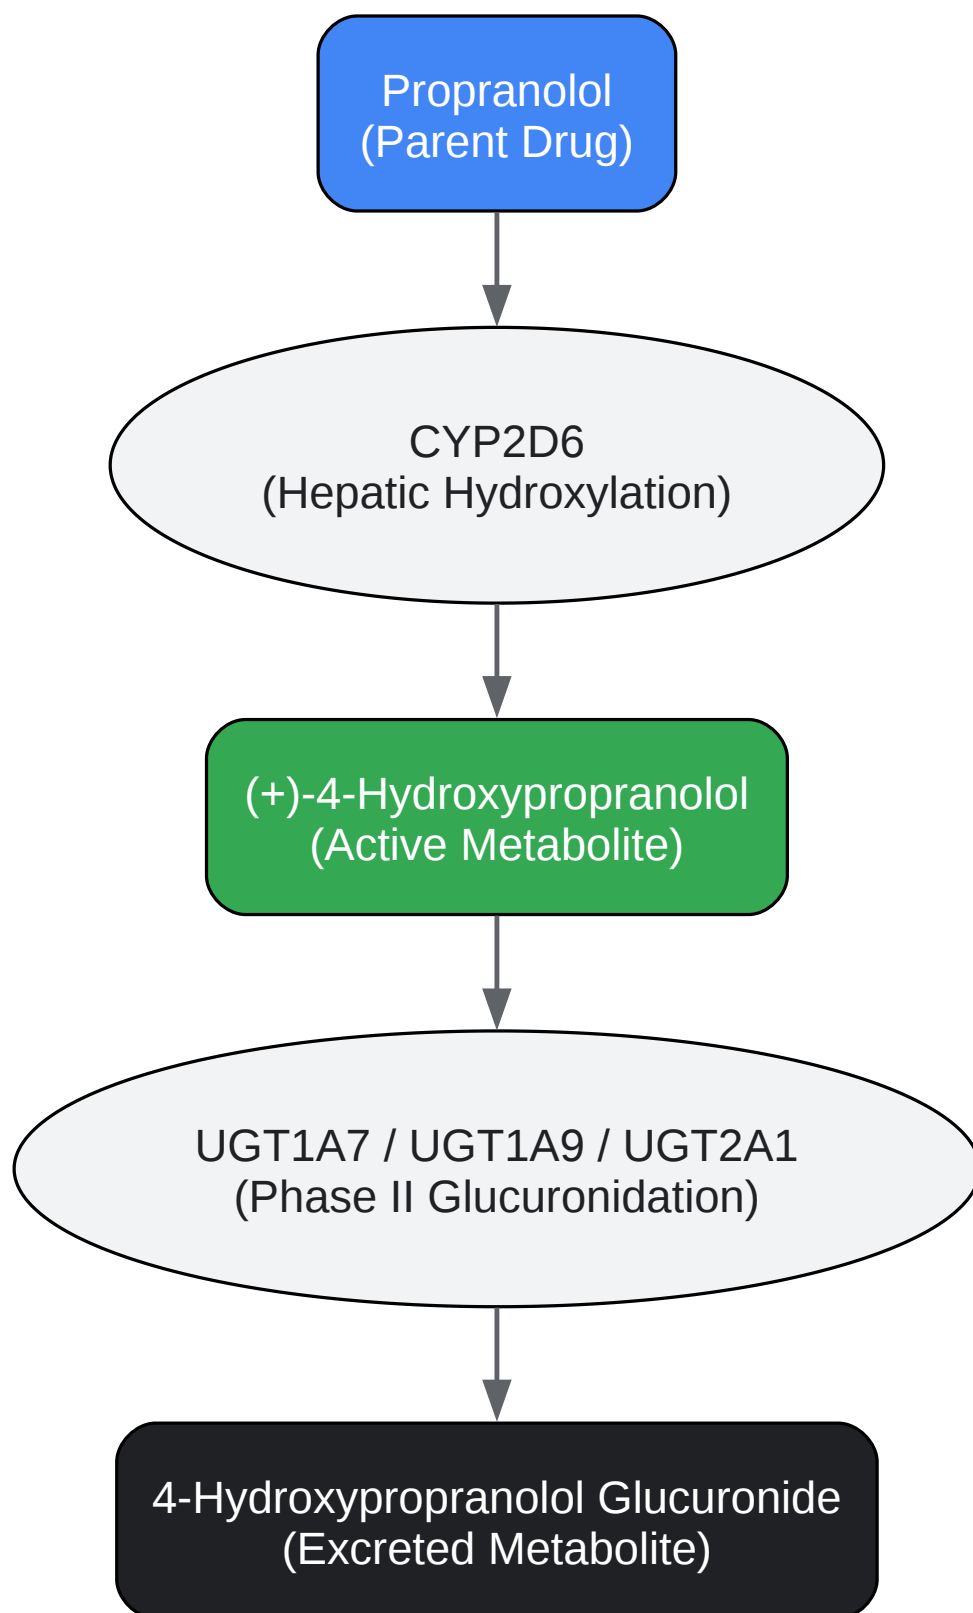 Propranolol
(Parent Drug)
CYP2D6
(Hepatic Hydroxylation)
(+)-4-Hydroxypropranolol
(Active Metabolite)
UGT1A7 / UGT1A9 / UGT2A1
(Phase II Glucuronidation)
4-Hydroxypropranolol Glucuronide
(Excreted Metabolite)